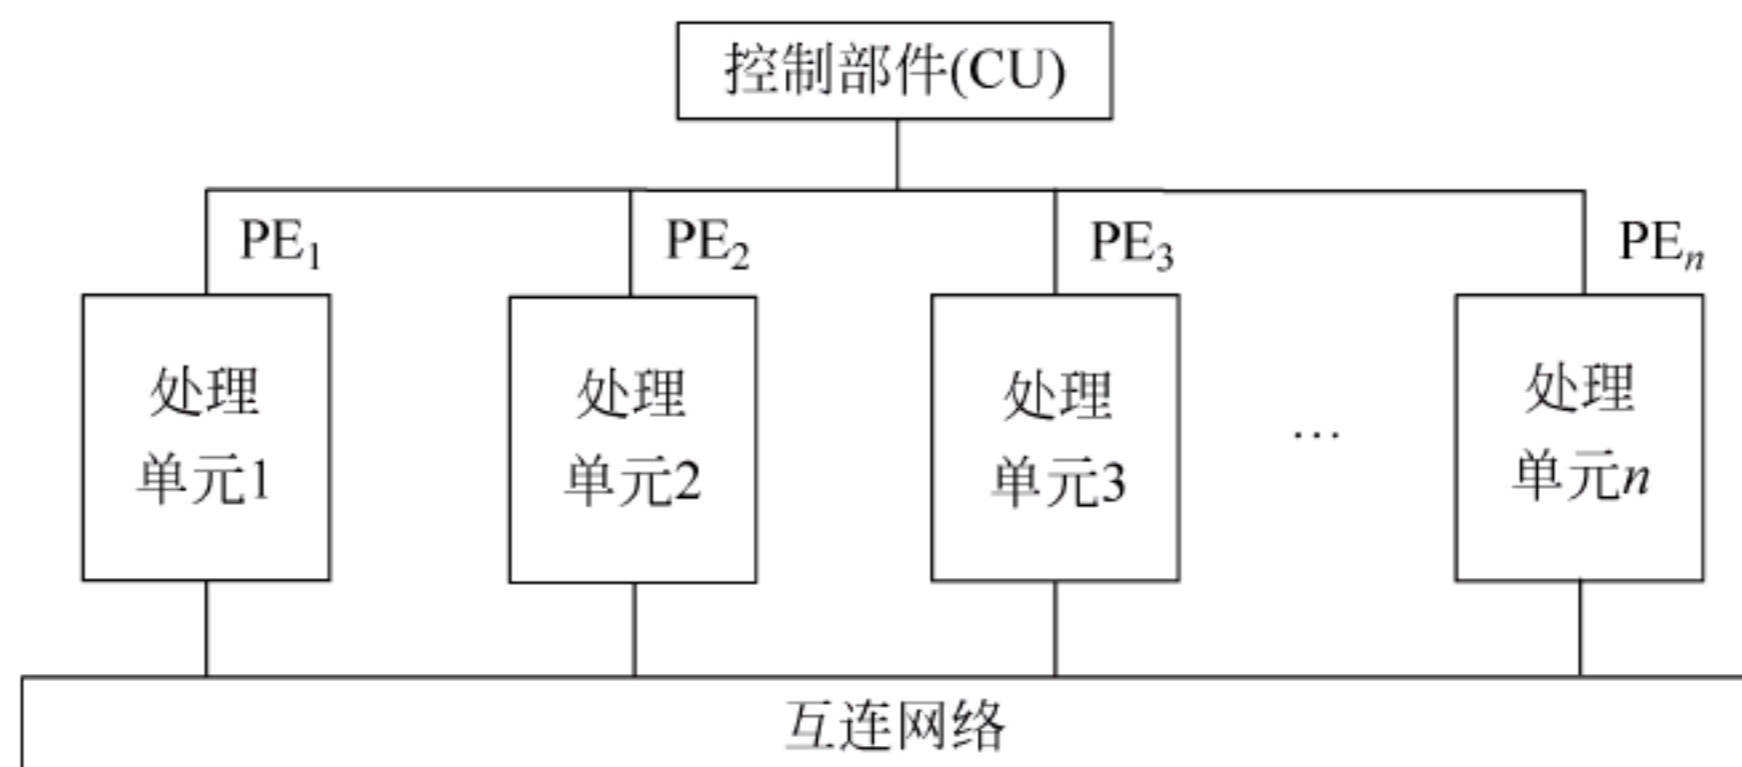 控制部件(CU)
PE₁ PE₂ PE₃ PEₙ
处理 处理 处理 处理
单元1 单元2 单元3 … 单元n
互连网络